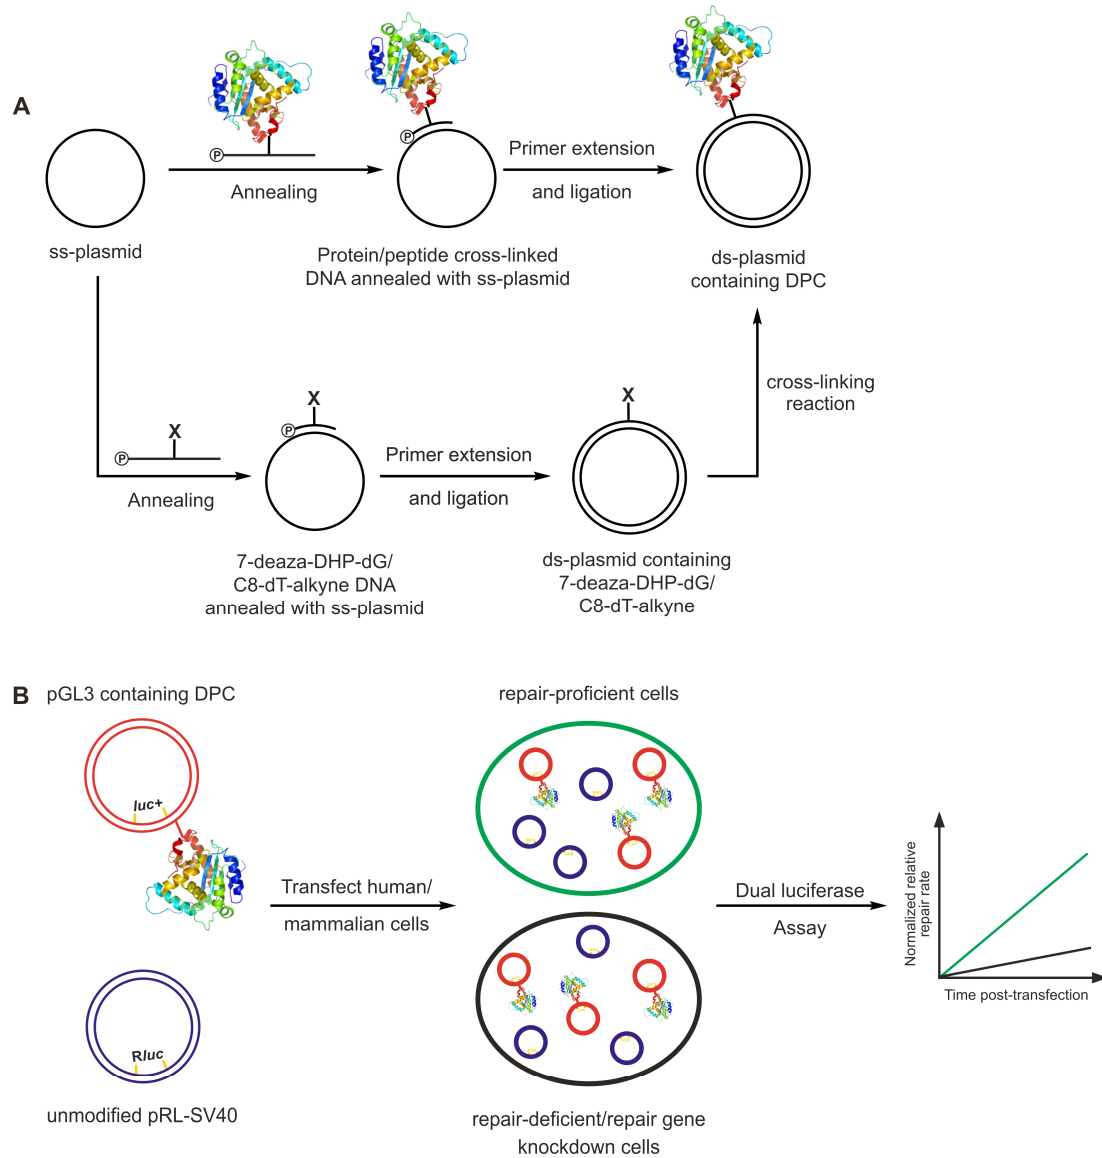 A
P
P
Primer extension
and ligation
Annealing
ss-plasmid
Protein/peptide cross-linked
DNA annealed with ss-plasmid
ds-plasmid
containing DPC
cross-linking
reaction
X
P
Annealing
X
P
Primer extension
and ligation
X
7-deaza-DHP-dG/
C8-dT-alkyne DNA
annealed with ss-plasmid
ds-plasmid containing
7-deaza-DHP-dG/
C8-dT-alkyne
B
pGL3 containing DPC
luc+
Rluc
unmodified pRL-SV40
Transfect human/
mammalian cells
repair-proficient cells
repair-deficient/repair gene
knockdown cells
Dual luciferase
Assay
Normalized relative
repair rate
Time post-transfection